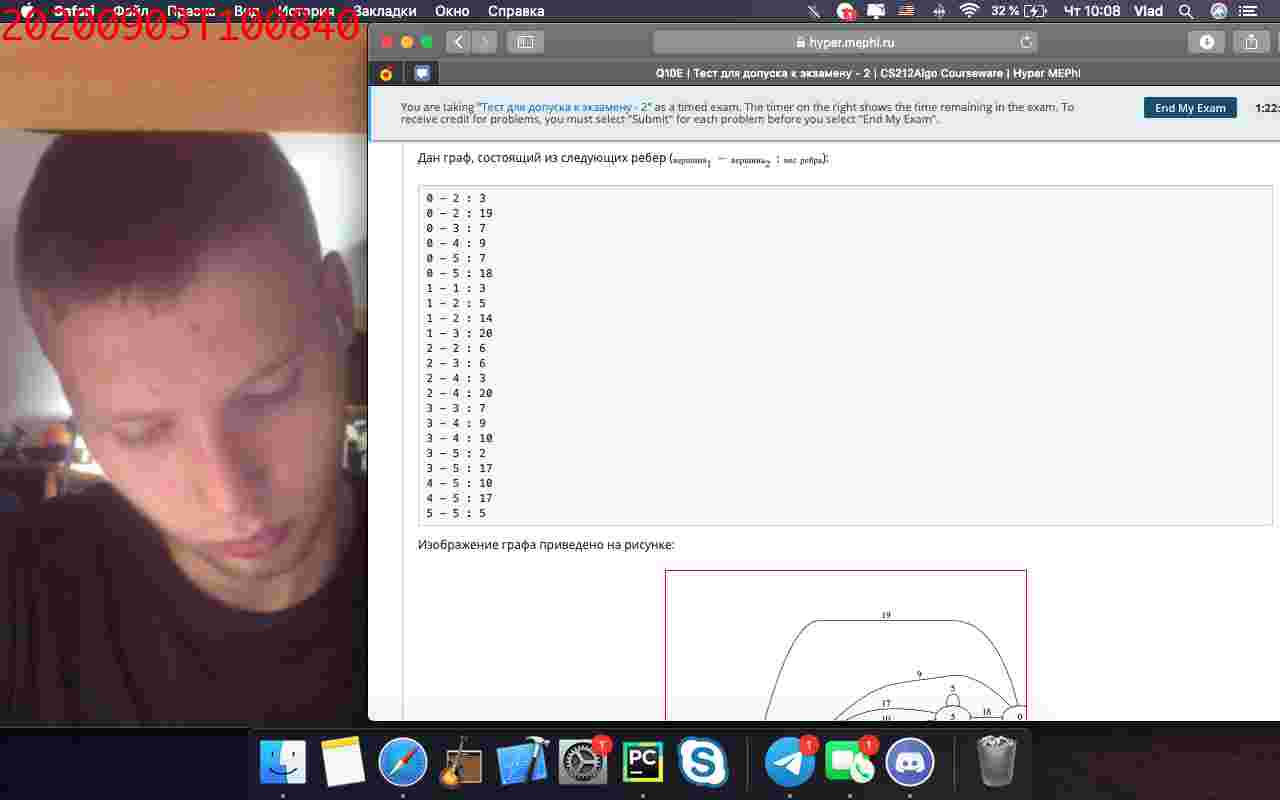 20200903T100840
Safari Файл Правка Вид История Закладки Окно Справка 32 % Чт 10:08 Vlad
hyper.mephi.ru
Q10E | Тест для допуска к экзамену - 2 | CS212Algo Courseware | Hyper MEPhI
You are taking "Тест для допуска к экзамену - 2" as a timed exam. The timer on the right shows the time remaining in the exam. To
receive credit for problems, you must select "Submit" for each problem before you select "End My Exam".
End My Exam 1:22:
Дан граф, состоящий из следующих рёбер (вершина1 − вершина2 : вес ребра):
0 − 2 : 3
0 − 2 : 19
0 − 3 : 7
0 − 4 : 9
0 − 5 : 7
0 − 5 : 18
1 − 1 : 3
1 − 2 : 5
1 − 2 : 14
1 − 3 : 20
2 − 2 : 6
2 − 3 : 6
2 − 4 : 3
2 − 4 : 20
3 − 3 : 7
3 − 4 : 9
3 − 4 : 10
3 − 5 : 2
3 − 5 : 17
4 − 5 : 10
4 − 5 : 17
5 − 5 : 5
Изображение графа приведено на рисунке:
19
9
5
17
18
10
5
0
1
PC
1
1